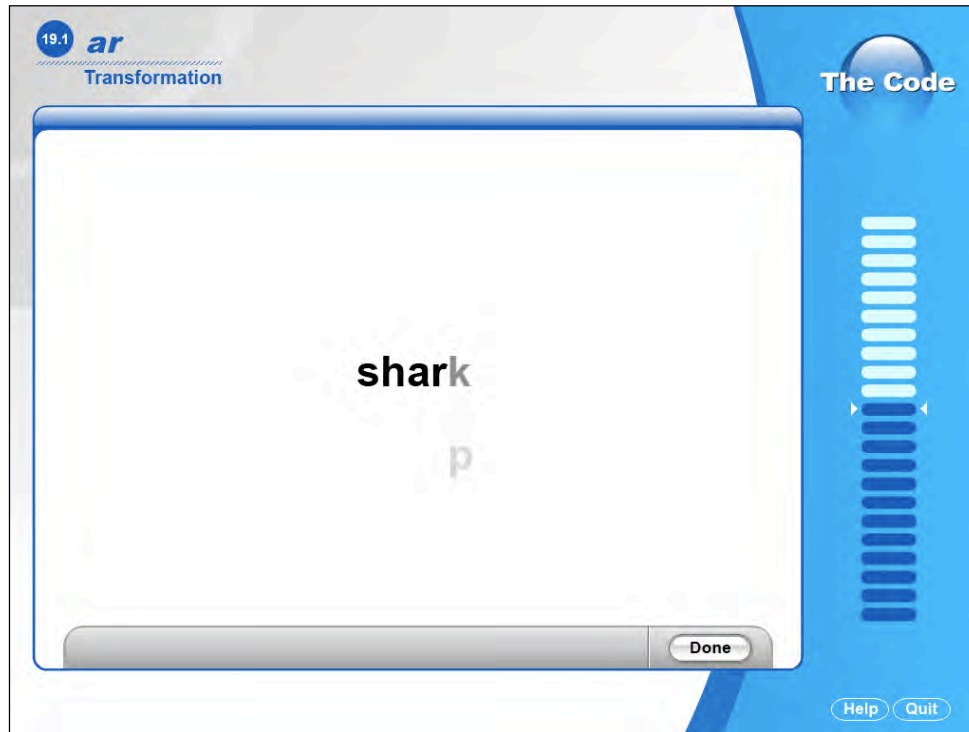 19.1 ar
Transformation
The Code
shark
p
Done
Help Quit